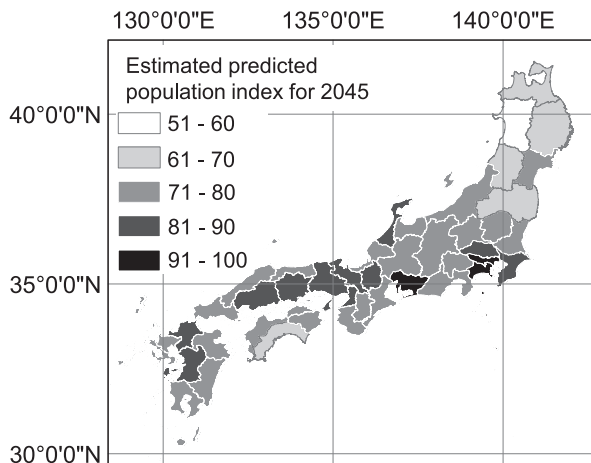 130°0'0"E 135°0'0"E 140°0'0"E
Estimated predicted
population index for 2045
40°0'0"N
51 - 60
61 - 70
71 - 80
81 - 90
91 - 100
35°0'0"N
30°0'0"N